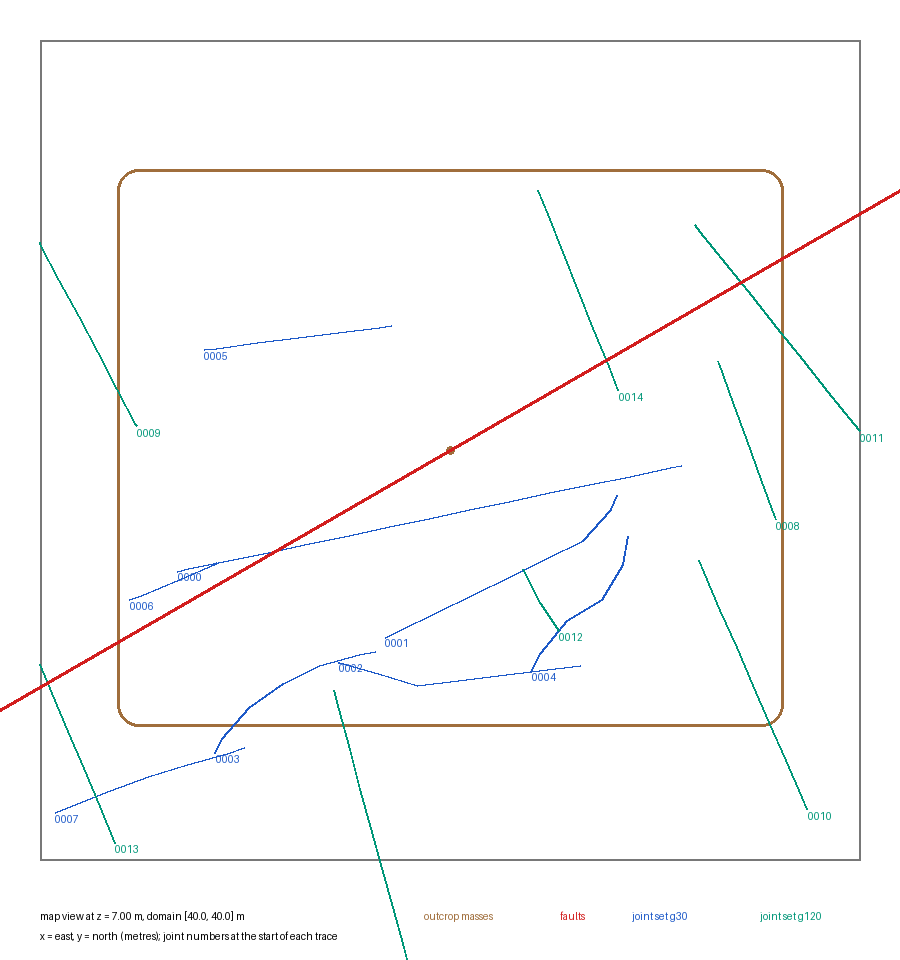 0005
0009
0014
0011
0008
0000
0006
0012
0001
0002
0004
0003
0007
0010
0013
map view at z = 7.00 m, domain [40.0, 40.0] m
outcrop masses
faults
joint set g30
joint set g120
x = east, y = north (metres); joint numbers at the start of each trace